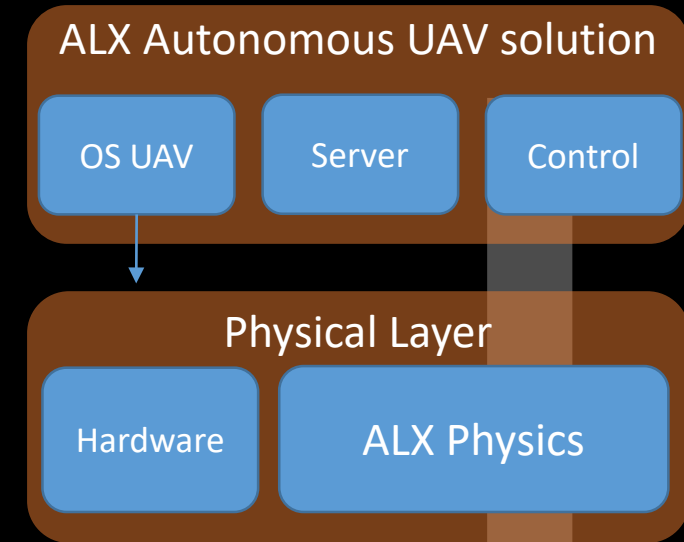 ALX Autonomous UAV solution
OS UAV
Server
Control
Physical Layer
Hardware
ALX Physics